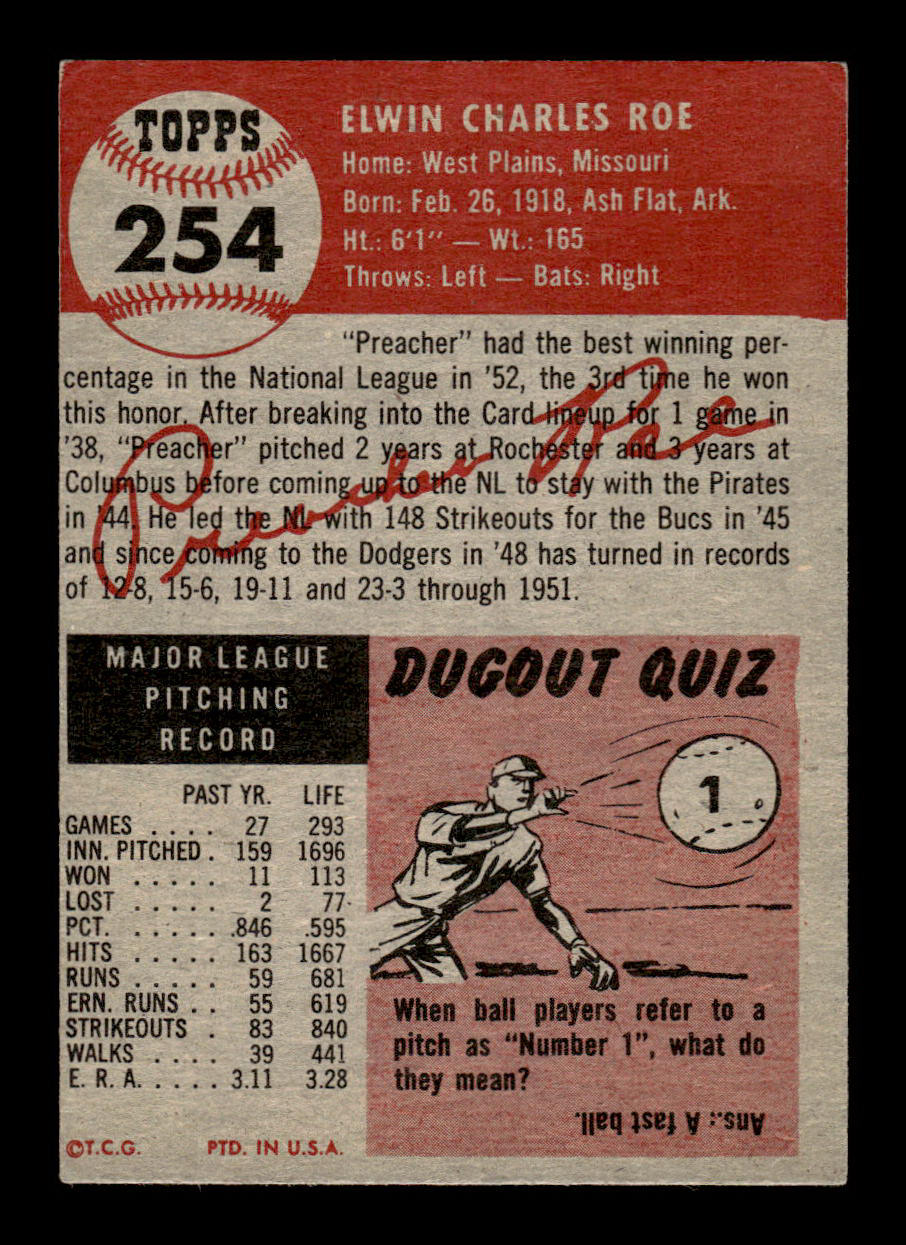 TOPPS
254
ELWIN CHARLES ROE
Home: West Plains, Missouri
Born: Feb. 26, 1918, Ash Flat, Ark.
Ht.: 6'1" — Wt.: 165
Throws: Left — Bats: Right
"Preacher" had the best winning per-
centage in the National League in '52, the 3rd time he won
this honor. After breaking into the Card lineup for 1 game in
'38, "Preacher" pitched 2 years at Rochester and 3 years at
Columbus before coming up to the NL to stay with the Pirates
in '44. He led the NL with 148 Strikeouts for the Bucs in '45
and since coming to the Dodgers in '48 has turned in records
of 12-8, 15-6, 19-11 and 23-3 through 1951.
Preacher Roe
MAJOR LEAGUE
PITCHING
RECORD
PAST YR. LIFE
GAMES . . . . 27 293
INN. PITCHED . 159 1696
WON . . . . . 11 113
LOST . . . . . 2 77
PCT. . . . . . .846 .595
HITS . . . . . 163 1667
RUNS . . . . . 59 681
ERN. RUNS . . 55 619
STRIKEOUTS . 83 840
WALKS . . . . 39 441
E. R. A. . . . . 3.11 3.28
©T.C.G. PTD. IN U.S.A.
DUGOUT QUIZ
1
When ball players refer to a
pitch as "Number 1", what do
they mean?
Ans.: A fast ball.